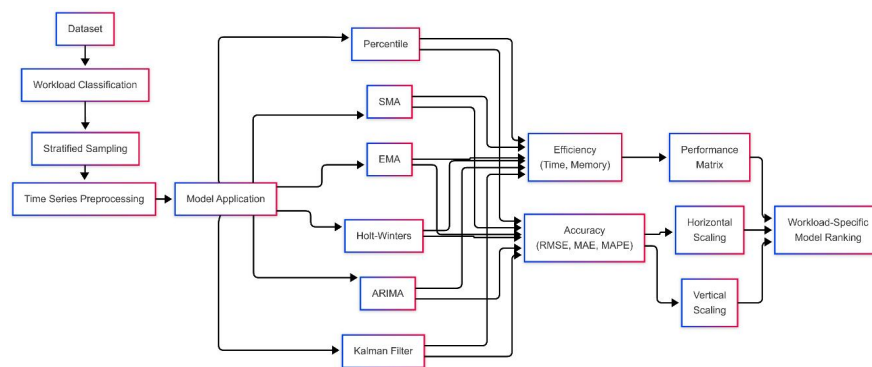 Dataset
Workload Classification
Stratified Sampling
Time Series Preprocessing
Model Application
Percentile
SMA
EMA
Holt-Winters
ARIMA
Kalman Filter
Efficiency
(Time, Memory)
Accuracy
(RMSE, MAE, MAPE)
Performance
Matrix
Horizontal
Scaling
Vertical
Scaling
Workload-Specific
Model Ranking